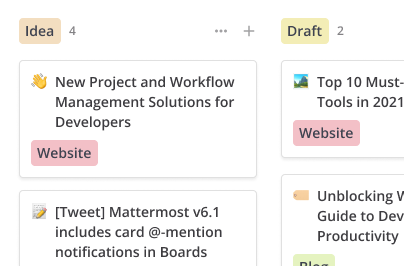 Idea 4
New Project and Workflow
Management Solutions for
Developers
Website
[Tweet] Mattermost v6.1
includes card @-mention
notifications in Boards
Draft 2
Top 10 Must-
Tools in 2021
Website
Unblocking
Guide to Dev
Productivity
Blog